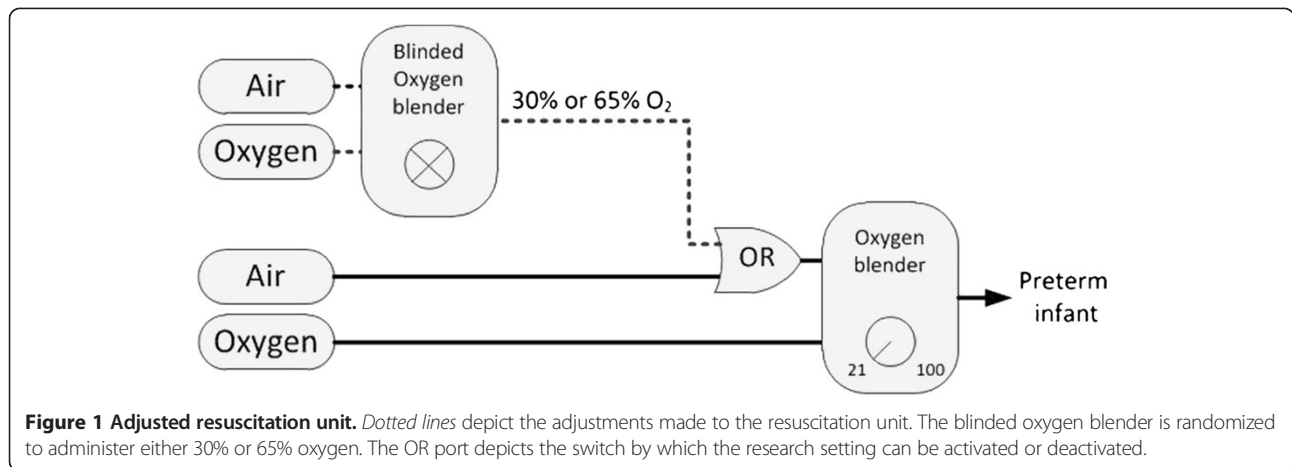 Air
Oxygen
Blinded
Oxygen
blender
30% or 65% O₂
Air
Oxygen
OR
Oxygen
blender
21 100
Preterm
infant
Figure 1 Adjusted resuscitation unit. Dotted lines depict the adjustments made to the resuscitation unit. The blinded oxygen blender is randomized
to administer either 30% or 65% oxygen. The OR port depicts the switch by which the research setting can be activated or deactivated.